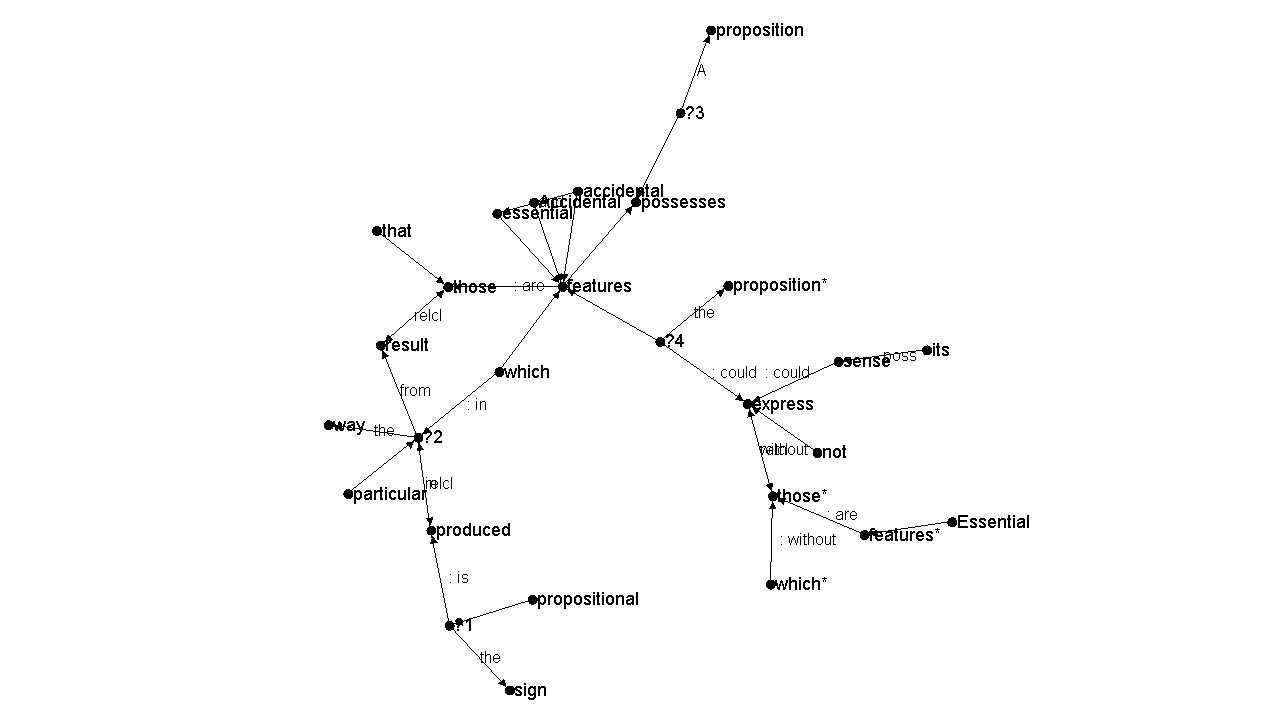 proposition
A
?3
accidental
accidental
essential
possesses
that
those
: are
features
proposition*
relcl
the
?4
result
sense
poss
its
from
which
: could
: could
express
: in
way
the
?2
without
not
particular
relcl
those*
produced
: are
Essential
features*
: without
: is
which*
propositional
?1
the
sign